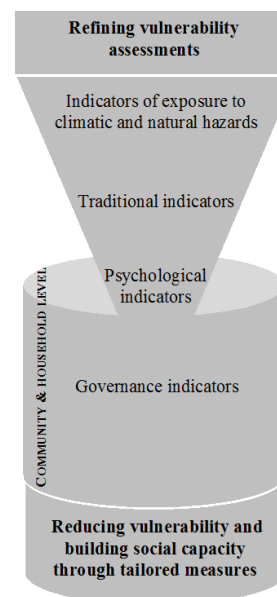 Refining vulnerability
assessments
Indicators of exposure to
climatic and natural hazards
Traditional indicators
Psychological
indicators
COMMUNITY & HOUSEHOLD LEVEL
Governance indicators
Reducing vulnerability and
building social capacity
through tailored measures